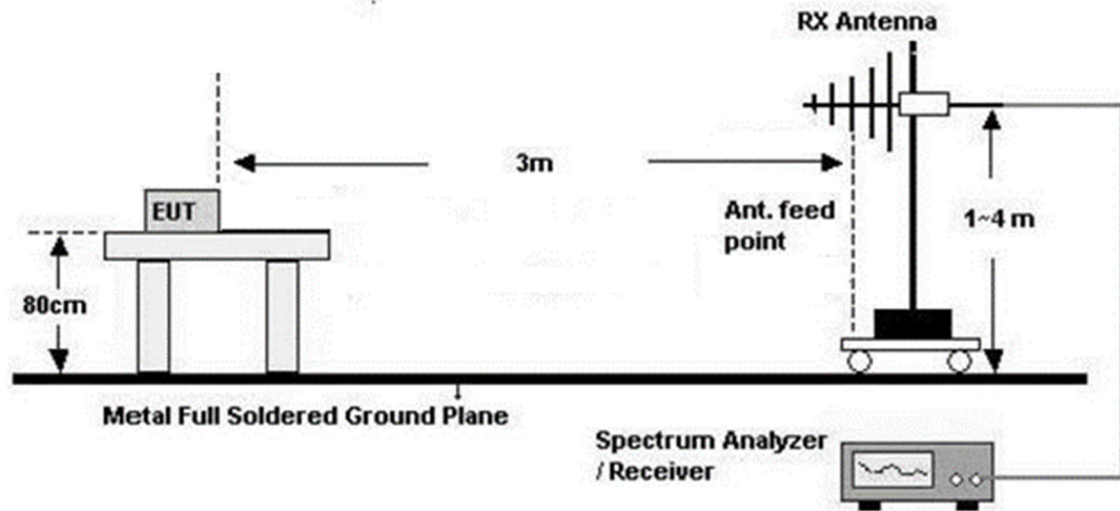 RX Antenna
3m
EUT
Ant. feed
point
1~4 m
80cm
Metal Full Soldered Ground Plane
Spectrum Analyzer
/ Receiver